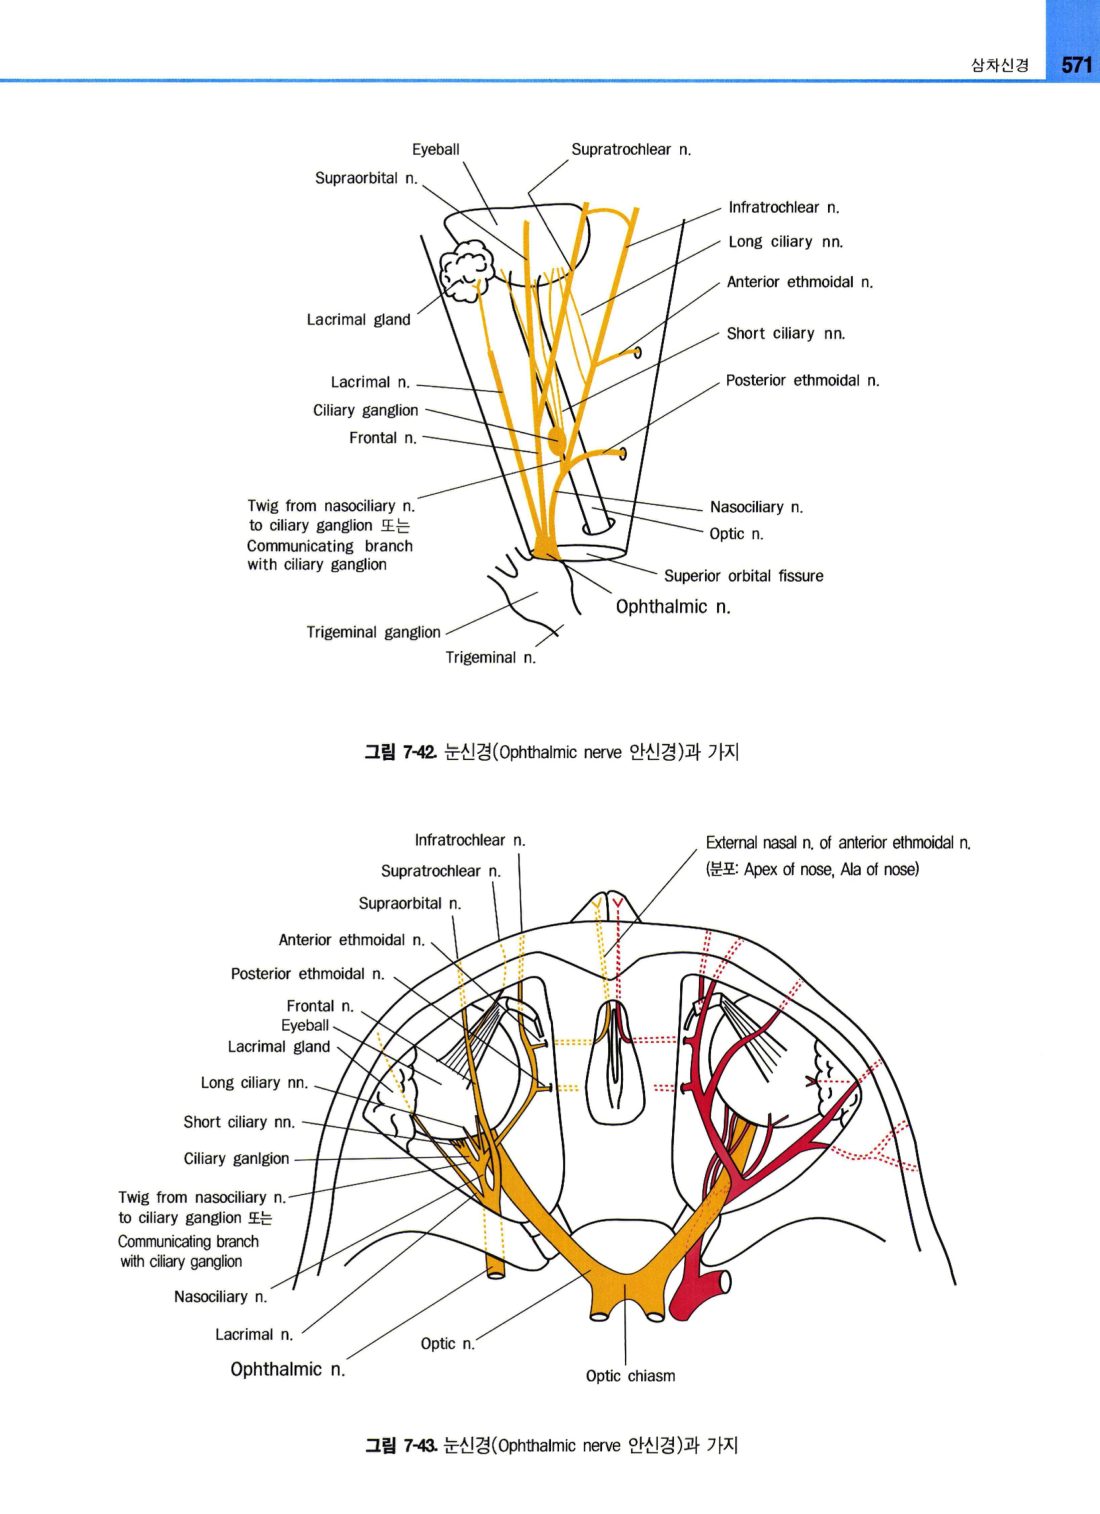 삼차신경 571
Eyeball
Supratrochlear n.
Supraorbital n.
Infratrochlear n.
Long ciliary nn.
Anterior ethmoidal n.
Lacrimal gland
Short ciliary nn.
Lacrimal n.
Posterior ethmoidal n.
Ciliary ganglion
Frontal n.
Twig from nasociliary n.
to ciliary ganglion 또는
Communicating branch
with ciliary ganglion
Nasociliary n.
Optic n.
Superior orbital fissure
Ophthalmic n.
Trigeminal ganglion
Trigeminal n.
그림 7-42. 눈신경(Ophthalmic nerve 안신경)과 가지
Infratrochlear n.
External nasal n. of anterior ethmoidal n.
(분포: Apex of nose, Ala of nose)
Supratrochlear n.
Supraorbital n.
Anterior ethmoidal n.
Posterior ethmoidal n.
Frontal n.
Eyeball
Lacrimal gland
Long ciliary nn.
Short ciliary nn.
Ciliary ganlgion
Twig from nasociliary n.
to ciliary ganglion 또는
Communicating branch
with ciliary ganglion
Nasociliary n.
Lacrimal n.
Optic n.
Ophthalmic n.
Optic chiasm
그림 7-43. 눈신경(Ophthalmic nerve 안신경)과 가지